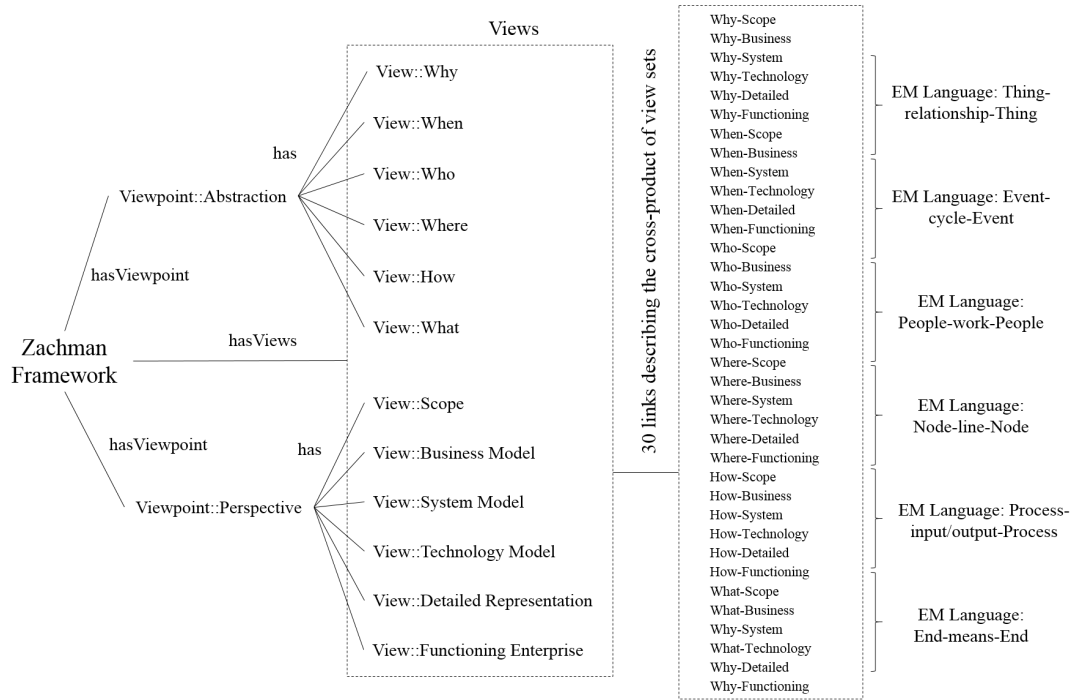 Views
View::Why
View::When
View::Who
View::Where
View::How
View::What
View::Scope
View::Business Model
View::System Model
View::Technology Model
View::Detailed Representation
View::Functioning Enterprise
has
Viewpoint::Abstraction
hasViewpoint
hasViews
Zachman
Framework
hasViewpoint
has
Viewpoint::Perspective
30 links describing the cross-product of view sets
Why-Scope
Why-Business
Why-System
Why-Technology
Why-Detailed
Why-Functioning
When-Scope
When-Business
When-System
When-Technology
When-Detailed
When-Functioning
Who-Scope
Who-Business
Who-System
Who-Technology
Who-Detailed
Who-Functioning
Where-Scope
Where-Business
Where-System
Where-Technology
Where-Detailed
Where-Functioning
How-Scope
How-Business
How-System
How-Technology
How-Detailed
How-Functioning
What-Scope
What-Business
Why-System
What-Technology
Why-Detailed
Why-Functioning
EM Language: Thing-
relationship-Thing
EM Language: Event-
cycle-Event
EM Language:
People-work-People
EM Language:
Node-line-Node
EM Language: Process-
input/output-Process
EM Language:
End-means-End